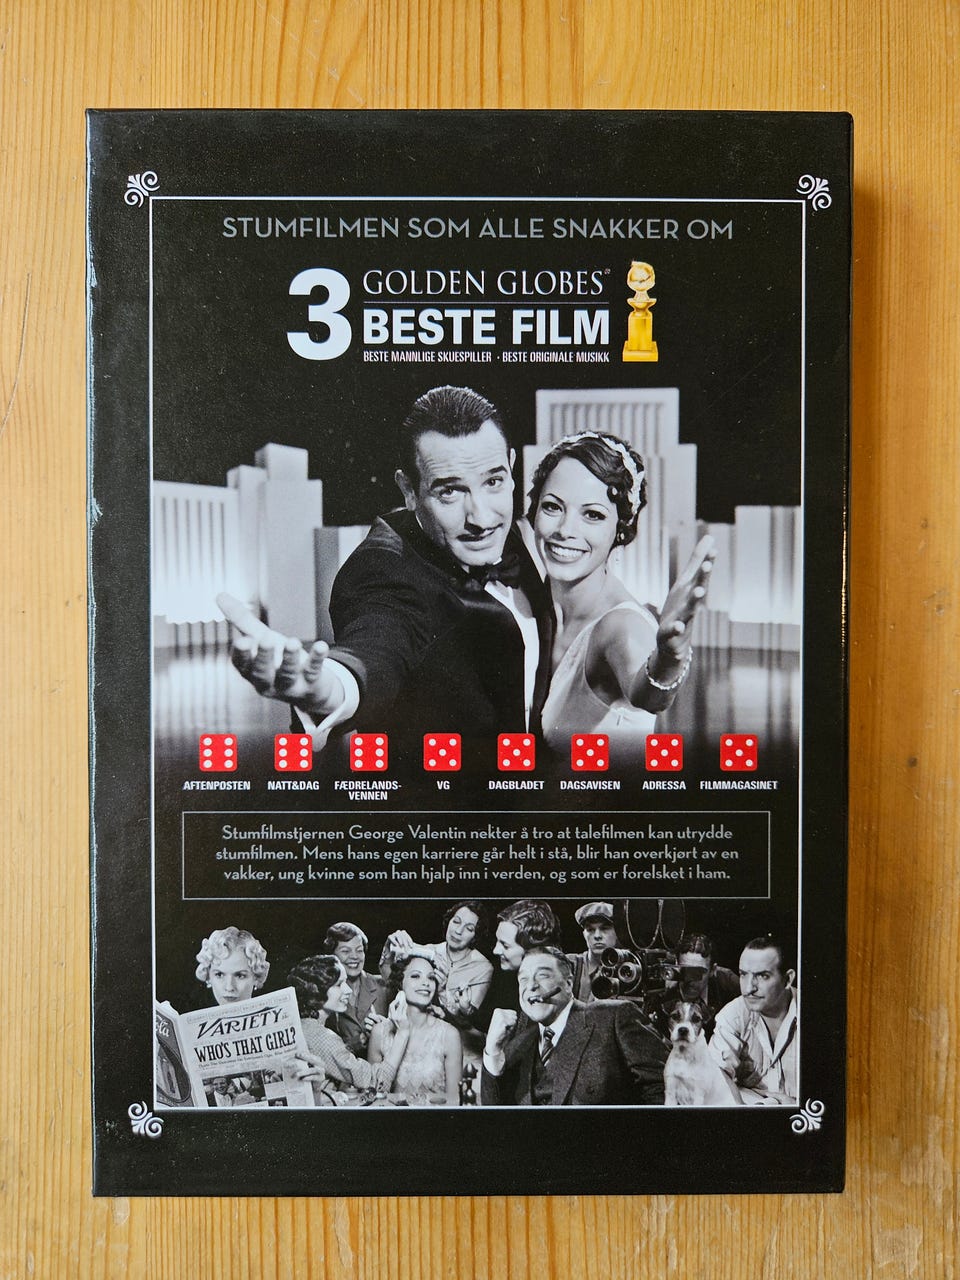 STUMFILMEN SOM ALLE SNAKKER OM
3 GOLDEN GLOBES®
BESTE FILM
BESTE MANNLIGE SKUESPILLER · BESTE ORIGINALE MUSIKK
AFTENPOSTEN NATT&DAG FÆDRELANDS- VG DAGBLADET DAGSAVISEN ADRESSA FILMMAGASINET
VENNEN
Stumfilmstjernen George Valentin nekter å tro at talefilmen kan utrydde
stumfilmen. Mens hans egen karriere går helt i stå, blir han overkjørt av en
vakker, ung kvinne som han hjalp inn i verden, og som er forelsket i ham.
VARIETY
WHO'S THAT GIRL?